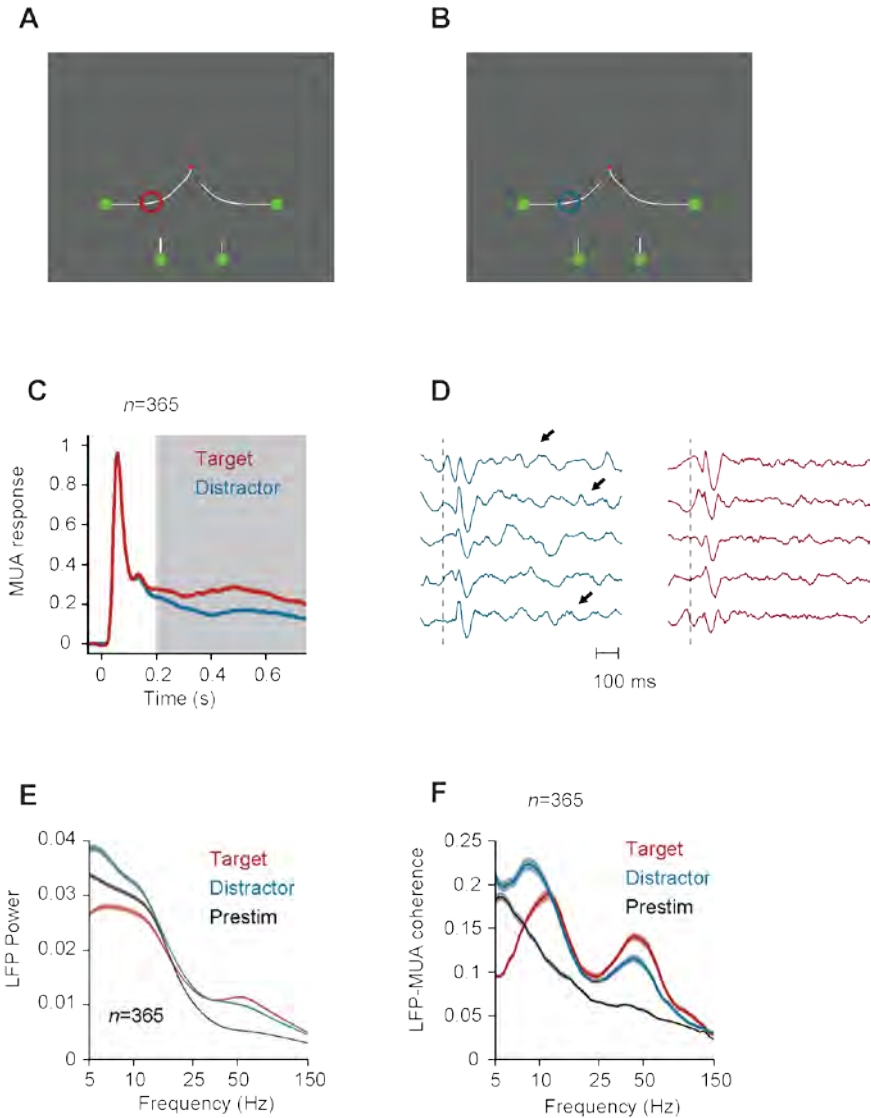 A
B
C
n=365
1
0.8
0.6
0.4
0.2
0
MUA response
Target
Distractor
0 0.2 0.4 0.6
Time (s)
D
100 ms
E
0.04
0.03
0.02
0.01
0
LFP Power
Target
Distractor
Prestim
n=365
5 10 25 50 150
Frequency (Hz)
F
n=365
0.25
0.2
0.15
0.1
0.05
0
LFP-MUA coherence
Target
Distractor
Prestim
5 10 25 50 150
Frequency (Hz)